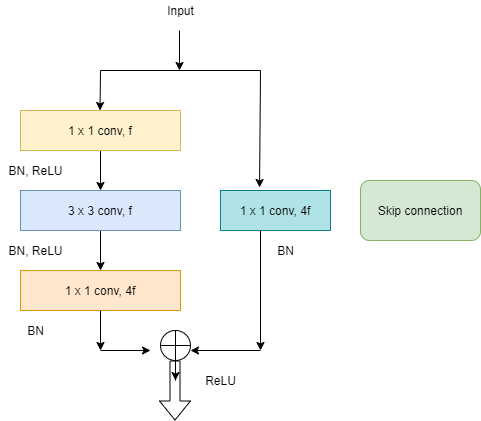 Input
1 x 1 conv, f
BN, ReLU
3 x 3 conv, f
1 x 1 conv, 4f
Skip connection
BN, ReLU
BN
1 x 1 conv, 4f
BN
ReLU